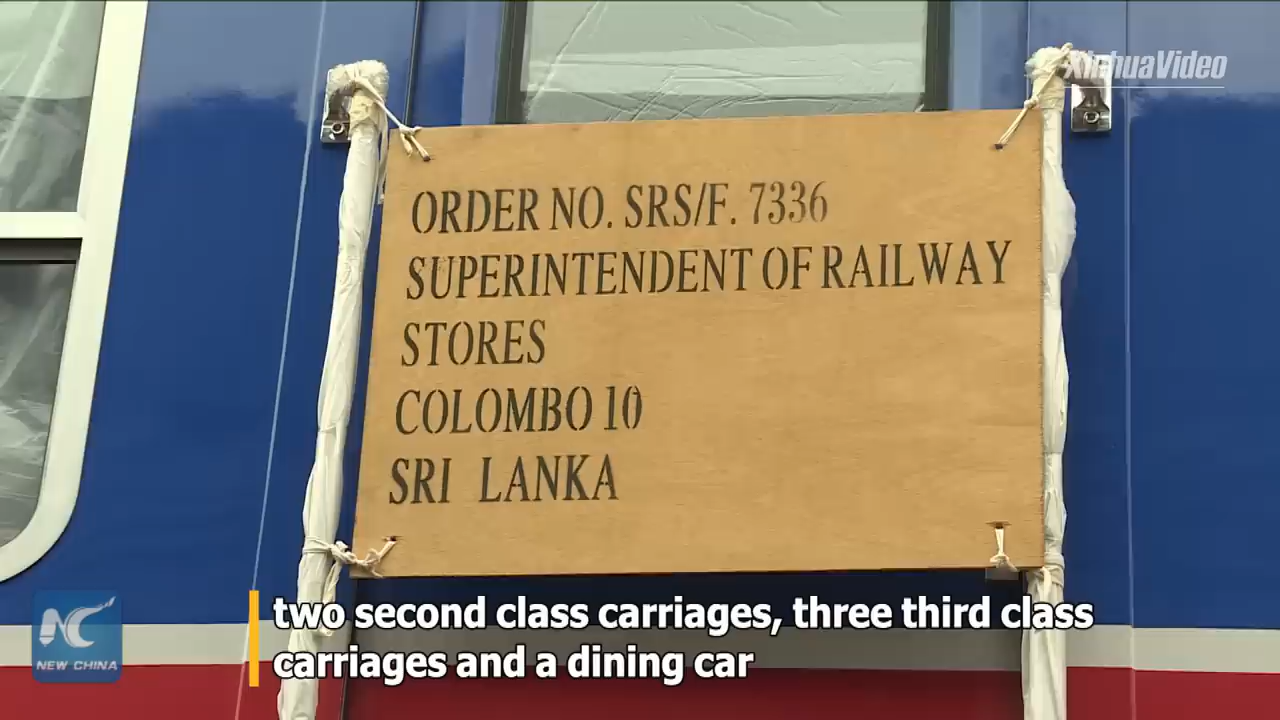 XinhuaVideo
ORDER NO. SRS/F. 7336
SUPERINTENDENT OF RAILWAY
STORES
COLOMBO 10
SRI LANKA
two second class carriages, three third class
carriages and a dining car
NC
NEW CHINA